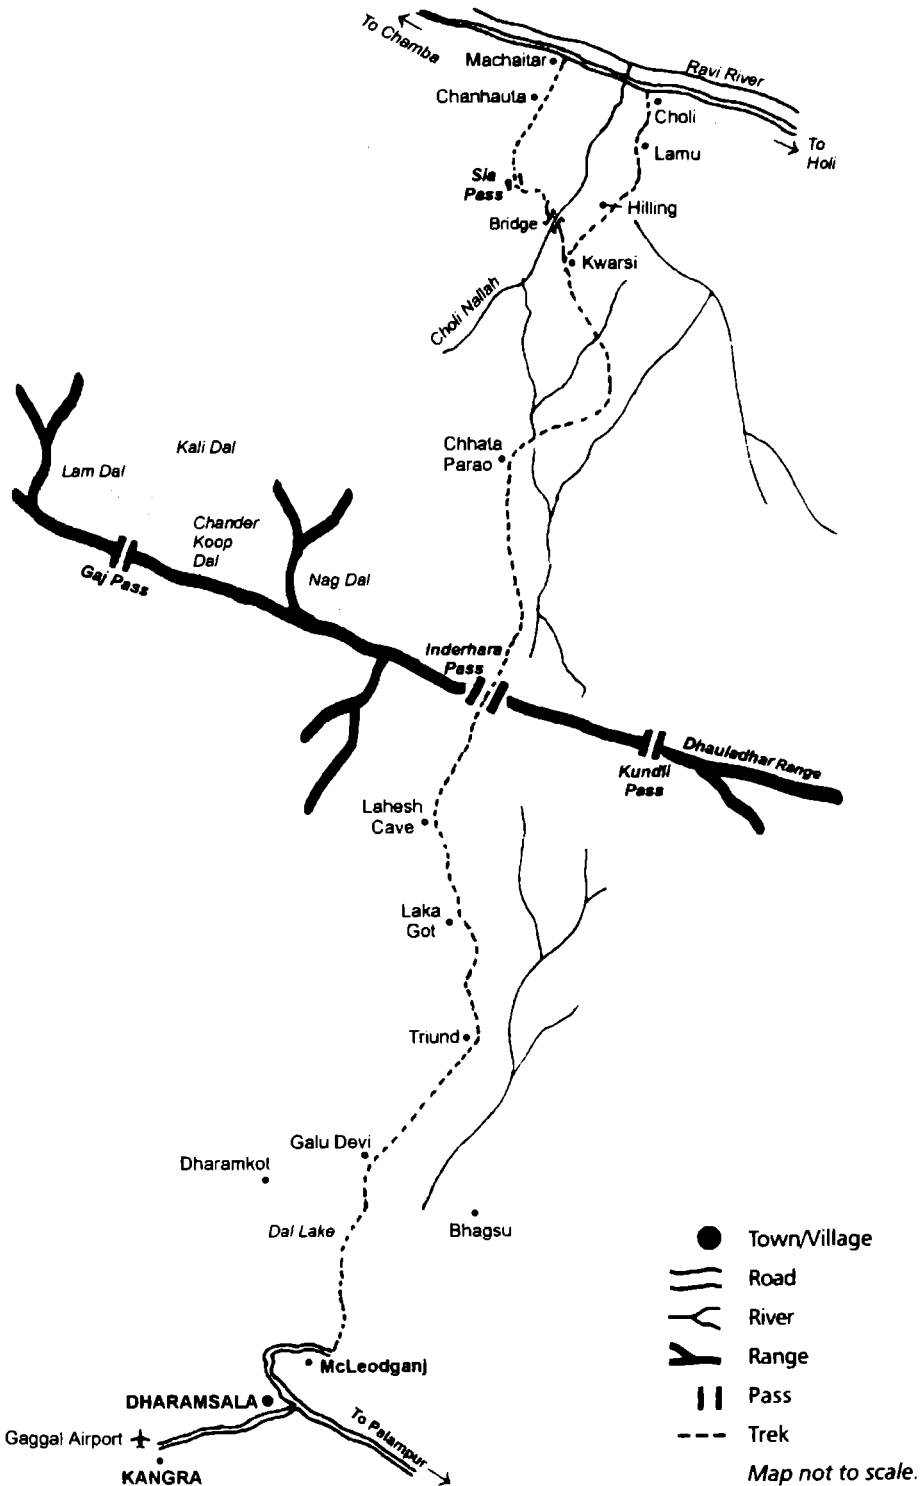 To Chamba
Machaitar
Ravi River
Chanhauta
Choli
To
Holi
Lamu
Sla
Pass
Hilling
Bridge
Kwarsi
Choli Nallah
Kali Dal
Chhata
Parao
Lam Dal
Chander
Koop
Dal
Gaj Pass
Nag Dal
Inderhara
Pass
Dhauladhar Range
Kundli
Pass
Lahesh
Cave
Laka
Got
Triund
Galu Devi
Dharamkot
Dal Lake
Bhagsu
Town/Village
Road
River
McLeodganj
Range
DHARAMSALA
Pass
To Palampur
Gaggal Airport
Trek
KANGRA
Map not to scale.